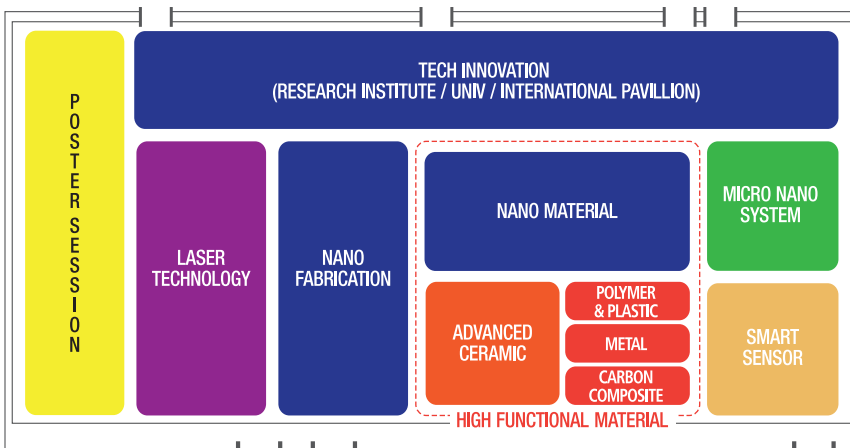 POSTER SESSION
TECH INNOVATION
(RESEARCH INSTITUTE / UNIV / INTERNATIONAL PAVILLION)
LASER
TECHNOLOGY
NANO
FABRICATION
NANO MATERIAL
ADVANCED
CERAMIC
POLYMER
& PLASTIC
METAL
CARBON
COMPOSITE
HIGH FUNCTIONAL MATERIAL
MICRO NANO
SYSTEM
SMART
SENSOR